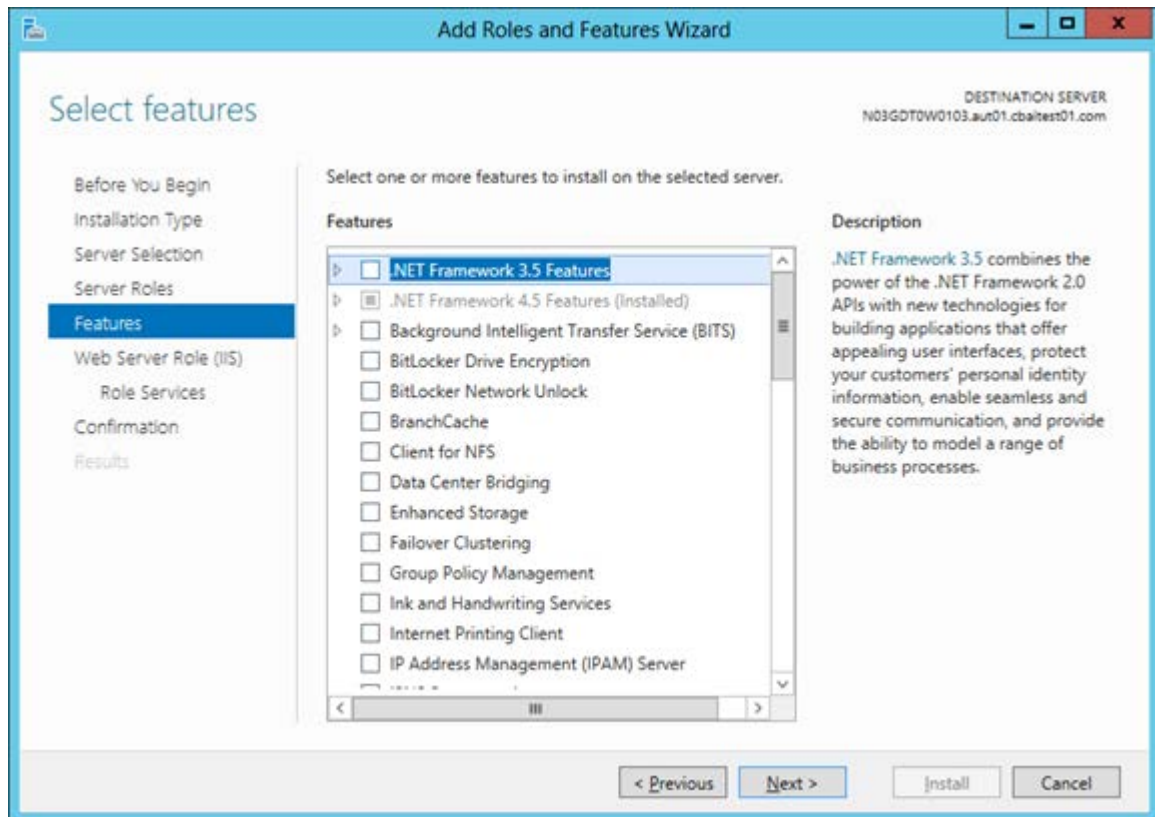 Add Roles and Features Wizard
Select features
DESTINATION SERVER
N03GDT0W0103.aut01.cbaitest01.com
Before You Begin
Installation Type
Server Selection
Server Roles
Features
Web Server Role (IIS)
Role Services
Confirmation
Results
Select one or more features to install on the selected server.
Features
.NET Framework 3.5 Features
.NET Framework 4.5 Features (Installed)
Background Intelligent Transfer Service (BITS)
BitLocker Drive Encryption
BitLocker Network Unlock
BranchCache
Client for NFS
Data Center Bridging
Enhanced Storage
Failover Clustering
Group Policy Management
Ink and Handwriting Services
Internet Printing Client
IP Address Management (IPAM) Server
Description
.NET Framework 3.5 combines the
power of the .NET Framework 2.0
APIs with new technologies for
building applications that offer
appealing user interfaces, protect
your customers' personal identity
information, enable seamless and
secure communication, and provide
the ability to model a range of
business processes.
< Previous
Next >
Install
Cancel